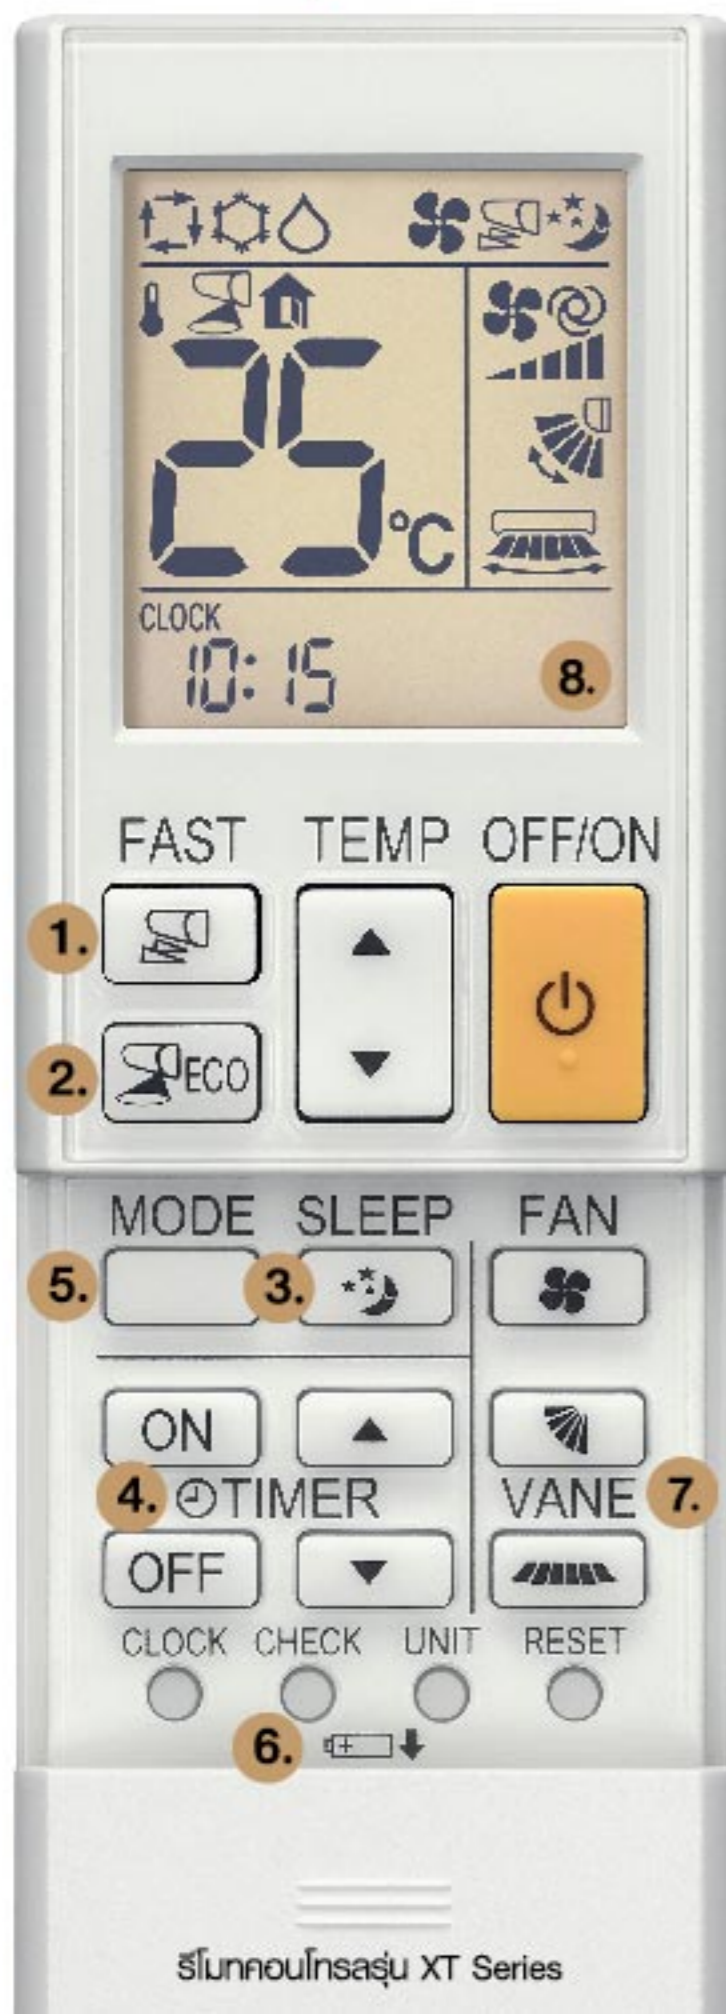 25°C
CLOCK
10:15
8.
FAST TEMP OFF/ON
1.
2. ECO
MODE SLEEP FAN
5. 3.
ON
4. TIMER VANE 7.
OFF
CLOCK CHECK UNIT RESET
6.
รีโมทคอนโทรลรุ่น XT Series